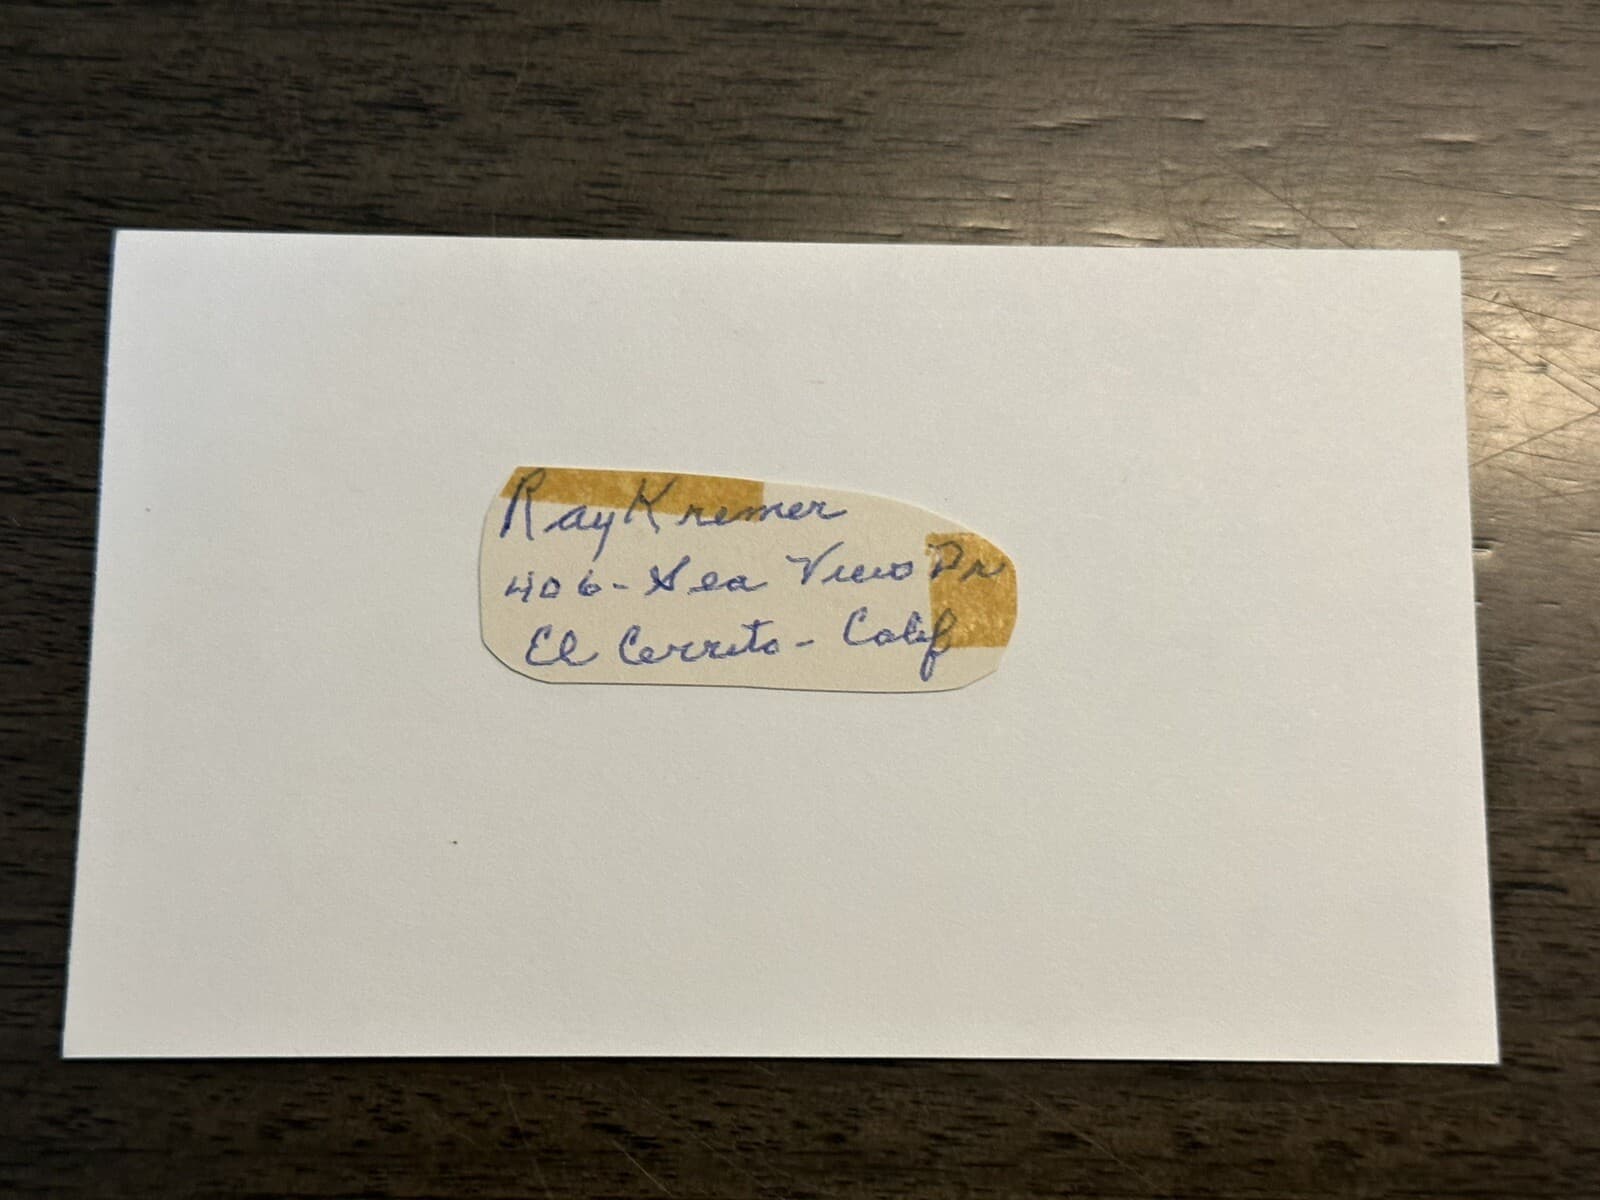 Ray Kremer
406 - Sea View Dr
El Cerrito - Calif